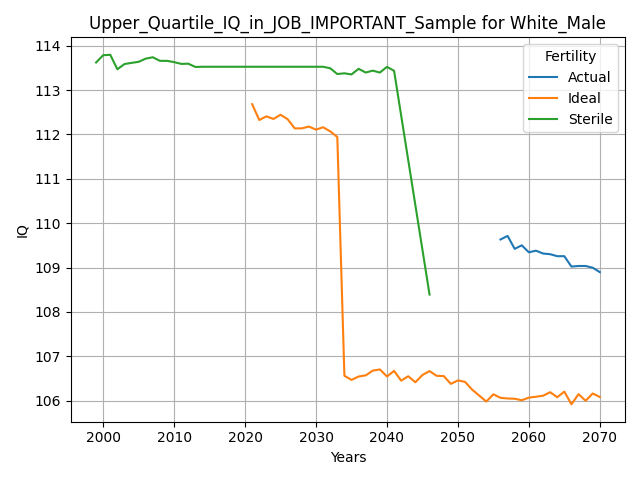 Upper_Quartile_IQ_in_JOB_IMPORTANT_Sample for White_Male
Fertility
Actual
Ideal
Sterile
IQ
114
113
112
111
110
109
108
107
106
2000 2010 2020 2030 2040 2050 2060 2070
Years